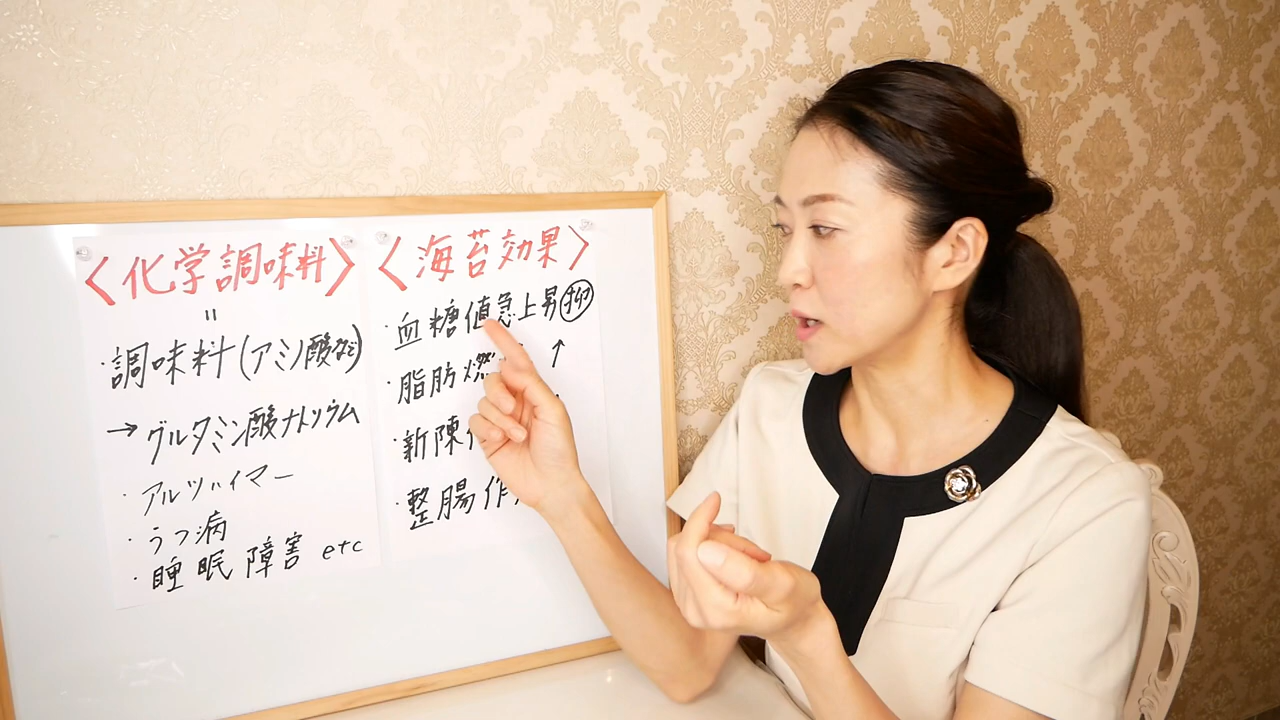 〈化学調味料〉
〃
・調味料(アミノ酸など)
→グルタミン酸ナトリウム
・アルツハイマー
・うつ病
・睡眠障害 etc
〈海苔効果〉
・血糖値急上昇抑
・脂肪燃 ↑
・新陳
・整腸作